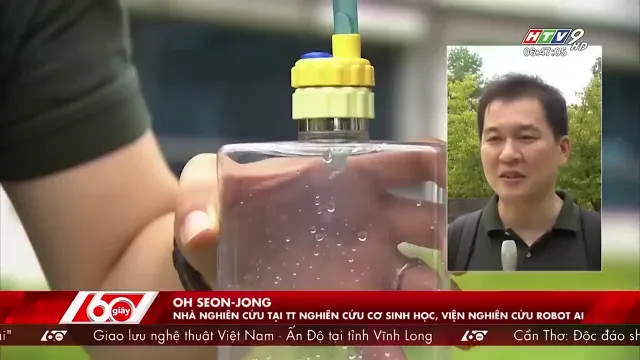 HTV9 HD
06:47:05
60 giây
OH SEON-JONG
NHÀ NGHIÊN CỨU TẠI TT NGHIÊN CỨU CƠ SINH HỌC, VIỆN NGHIÊN CỨU ROBOT AI
i" 60 Giao lưu nghệ thuật Việt Nam - Ấn Độ tại tỉnh Vĩnh Long 60 Cần Thơ: Độc đáo s